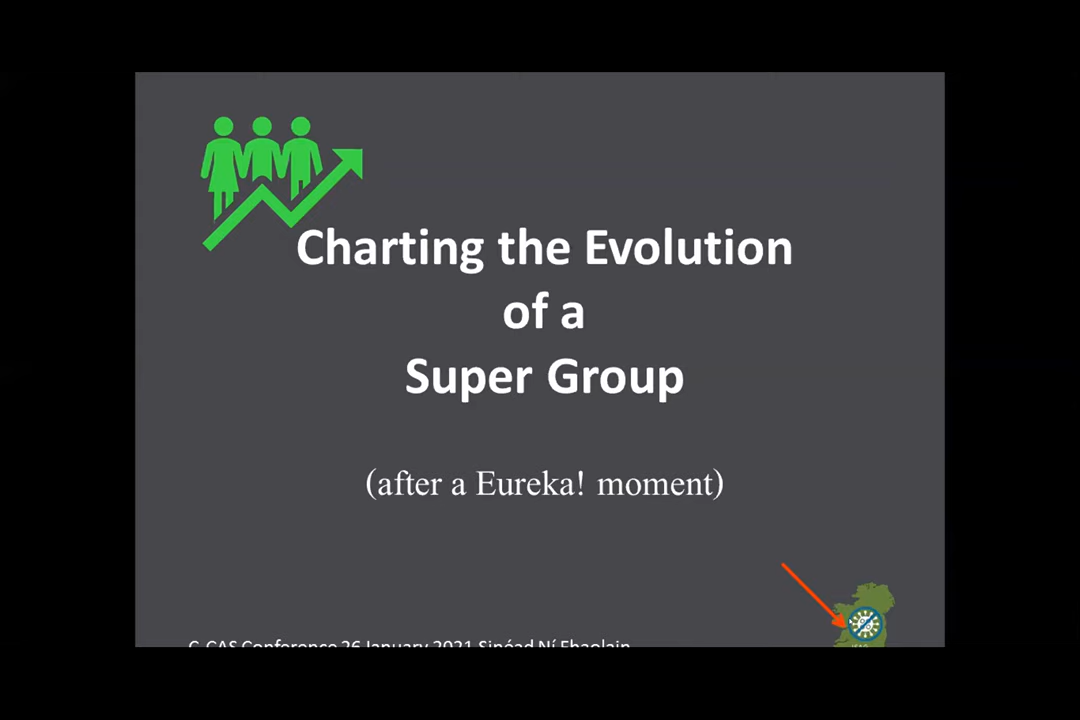 Charting the Evolution
of a
Super Group
(after a Eureka! moment)
C-CAS Conference 26 January 2021 Sinéad Ní Fhaolain